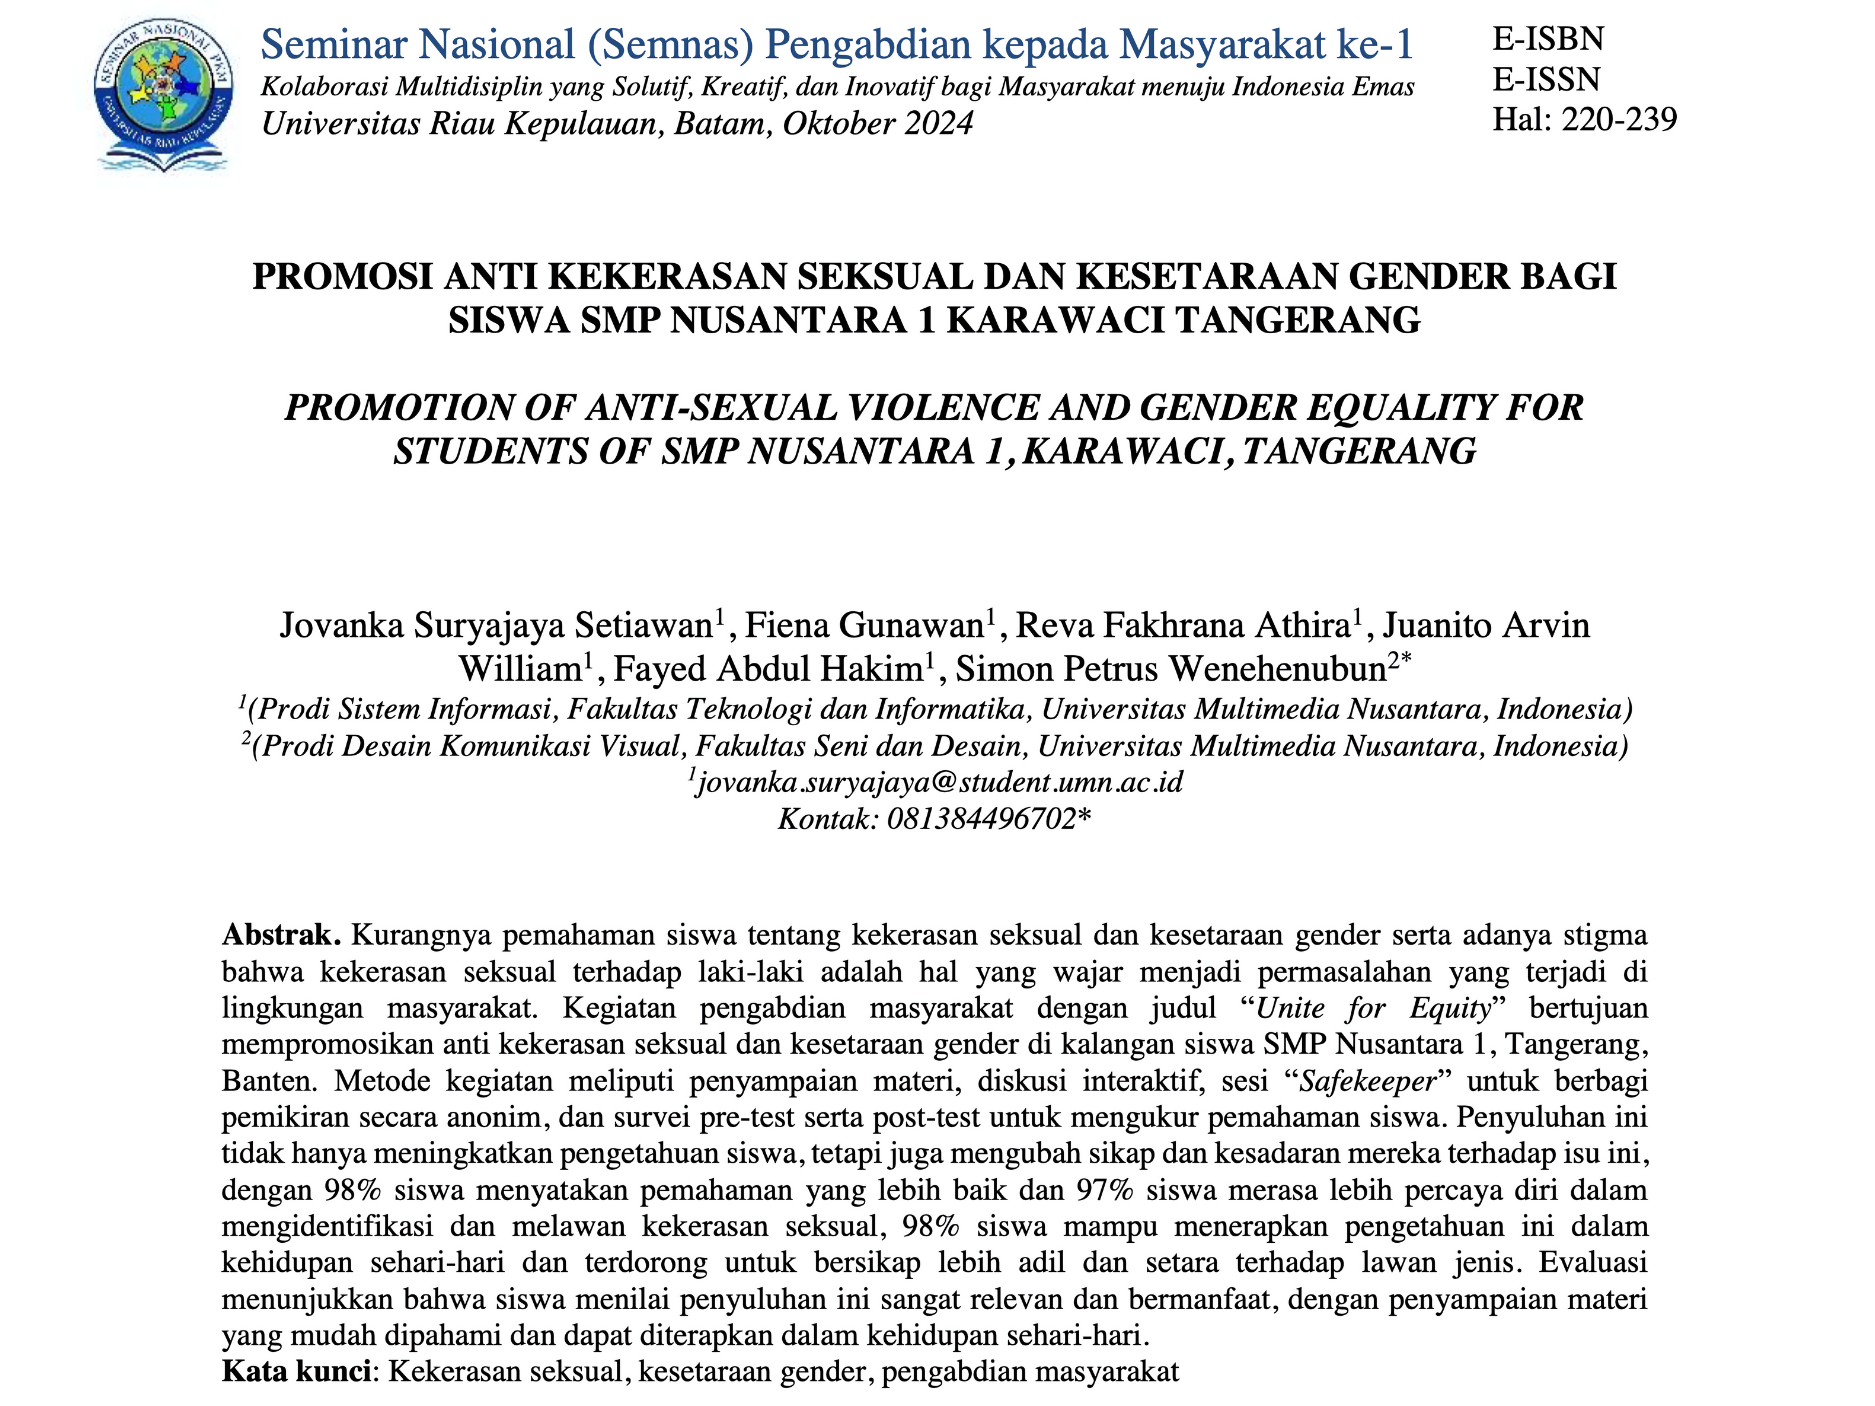 SEMINAR NASIONAL PKM
UNIVERSITAS RIAU KEPULAUAN
Seminar Nasional (Semnas) Pengabdian kepada Masyarakat ke-1
Kolaborasi Multidisiplin yang Solutif, Kreatif, dan Inovatif bagi Masyarakat menuju Indonesia Emas
Universitas Riau Kepulauan, Batam, Oktober 2024
E-ISBN
E-ISSN
Hal: 220-239
PROMOSI ANTI KEKERASAN SEKSUAL DAN KESETARAAN GENDER BAGI
SISWA SMP NUSANTARA 1 KARAWACI TANGERANG
PROMOTION OF ANTI-SEXUAL VIOLENCE AND GENDER EQUALITY FOR
STUDENTS OF SMP NUSANTARA 1, KARAWACI, TANGERANG
Jovanka Suryajaya Setiawan¹, Fiena Gunawan¹, Reva Fakhrana Athira¹, Juanito Arvin
William¹, Fayed Abdul Hakim¹, Simon Petrus Wenehenubun²*
¹(Prodi Sistem Informasi, Fakultas Teknologi dan Informatika, Universitas Multimedia Nusantara, Indonesia)
²(Prodi Desain Komunikasi Visual, Fakultas Seni dan Desain, Universitas Multimedia Nusantara, Indonesia)
¹jovanka.suryajaya@student.umn.ac.id
Kontak: 081384496702*
Abstrak. Kurangnya pemahaman siswa tentang kekerasan seksual dan kesetaraan gender serta adanya stigma
bahwa kekerasan seksual terhadap laki-laki adalah hal yang wajar menjadi permasalahan yang terjadi di
lingkungan masyarakat. Kegiatan pengabdian masyarakat dengan judul “Unite for Equity” bertujuan
mempromosikan anti kekerasan seksual dan kesetaraan gender di kalangan siswa SMP Nusantara 1, Tangerang,
Banten. Metode kegiatan meliputi penyampaian materi, diskusi interaktif, sesi “Safekeeper” untuk berbagi
pemikiran secara anonim, dan survei pre-test serta post-test untuk mengukur pemahaman siswa. Penyuluhan ini
tidak hanya meningkatkan pengetahuan siswa, tetapi juga mengubah sikap dan kesadaran mereka terhadap isu ini,
dengan 98% siswa menyatakan pemahaman yang lebih baik dan 97% siswa merasa lebih percaya diri dalam
mengidentifikasi dan melawan kekerasan seksual, 98% siswa mampu menerapkan pengetahuan ini dalam
kehidupan sehari-hari dan terdorong untuk bersikap lebih adil dan setara terhadap lawan jenis. Evaluasi
menunjukkan bahwa siswa menilai penyuluhan ini sangat relevan dan bermanfaat, dengan penyampaian materi
yang mudah dipahami dan dapat diterapkan dalam kehidupan sehari-hari.
Kata kunci: Kekerasan seksual, kesetaraan gender, pengabdian masyarakat